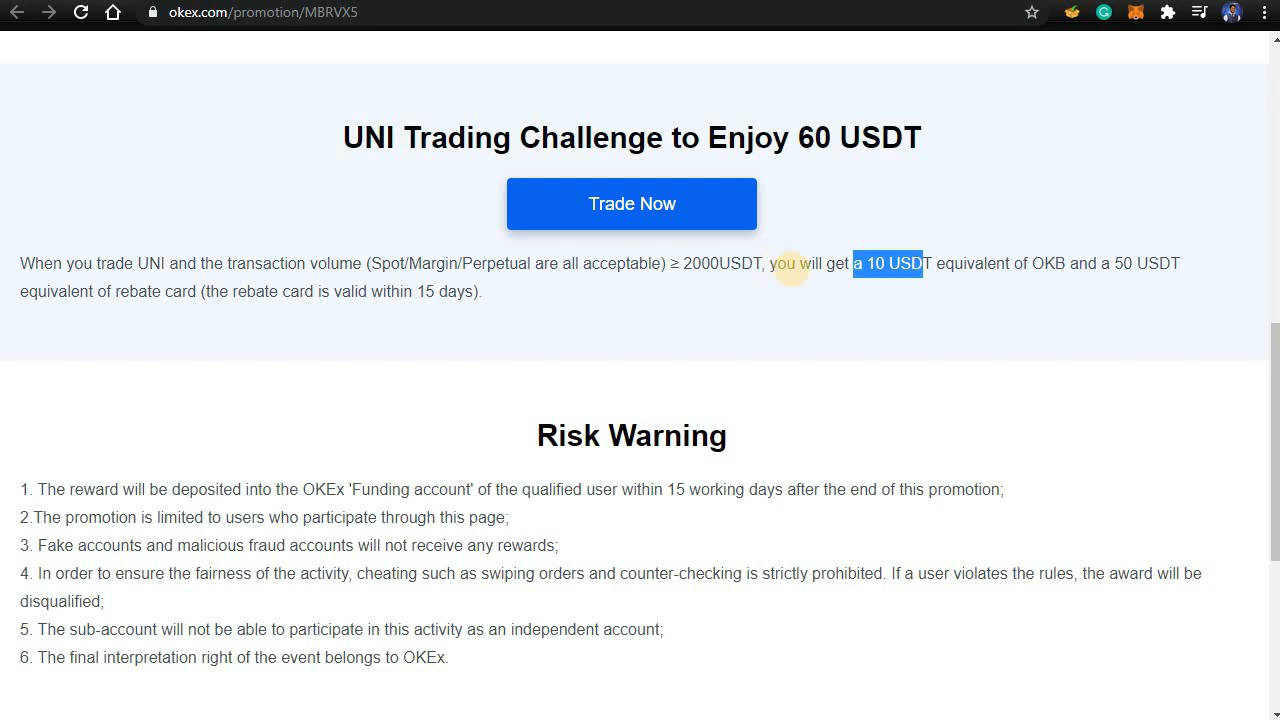 okex.com/promotion/MBRVX5
UNI Trading Challenge to Enjoy 60 USDT
Trade Now
When you trade UNI and the transaction volume (Spot/Margin/Perpetual are all acceptable) ≥ 2000USDT, you will get a 10 USDT equivalent of OKB and a 50 USDT
equivalent of rebate card (the rebate card is valid within 15 days).
Risk Warning
1. The reward will be deposited into the OKEx 'Funding account' of the qualified user within 15 working days after the end of this promotion;
2.The promotion is limited to users who participate through this page;
3. Fake accounts and malicious fraud accounts will not receive any rewards;
4. In order to ensure the fairness of the activity, cheating such as swiping orders and counter-checking is strictly prohibited. If a user violates the rules, the award will be
disqualified;
5. The sub-account will not be able to participate in this activity as an independent account;
6. The final interpretation right of the event belongs to OKEx.